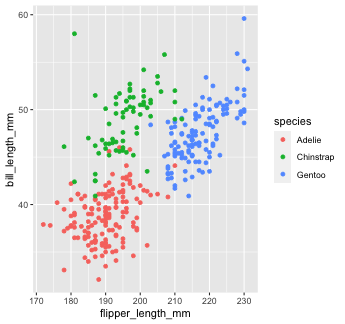 60
50
40
bill_length_mm
170 180 190 200 210 220 230
flipper_length_mm
species
Adelie
Chinstrap
Gentoo